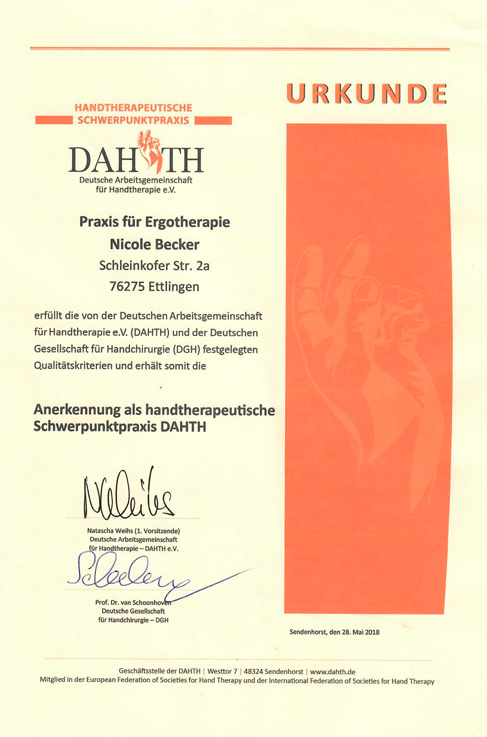 URKUNDE
HANDTHERAPEUTISCHE
SCHWERPUNKTPRAXIS
DAHTH
Deutsche Arbeitsgemeinschaft
für Handtherapie e.V.
Praxis für Ergotherapie
Nicole Becker
Schleinkofer Str. 2a
76275 Ettlingen
erfüllt die von der Deutschen Arbeitsgemeinschaft
für Handtherapie e.V. (DAHTH) und der Deutschen
Gesellschaft für Handchirurgie (DGH) festgelegten
Qualitätskriterien und erhält somit die
Anerkennung als handtherapeutische
Schwerpunktpraxis DAHTH
Natascha Weihs (1. Vorsitzende)
Deutsche Arbeitsgemeinschaft
für Handtherapie – DAHTH e.V.
Prof. Dr. van Schoonhoven
Deutsche Gesellschaft
für Handchirurgie – DGH
Sendenhorst, den 28. Mai 2018
Geschäftsstelle der DAHTH | Westtor 7 | 48324 Sendenhorst | www.dahth.de
Mitglied in der European Federation of Societies for Hand Therapy und der International Federation of Societies for Hand Therapy